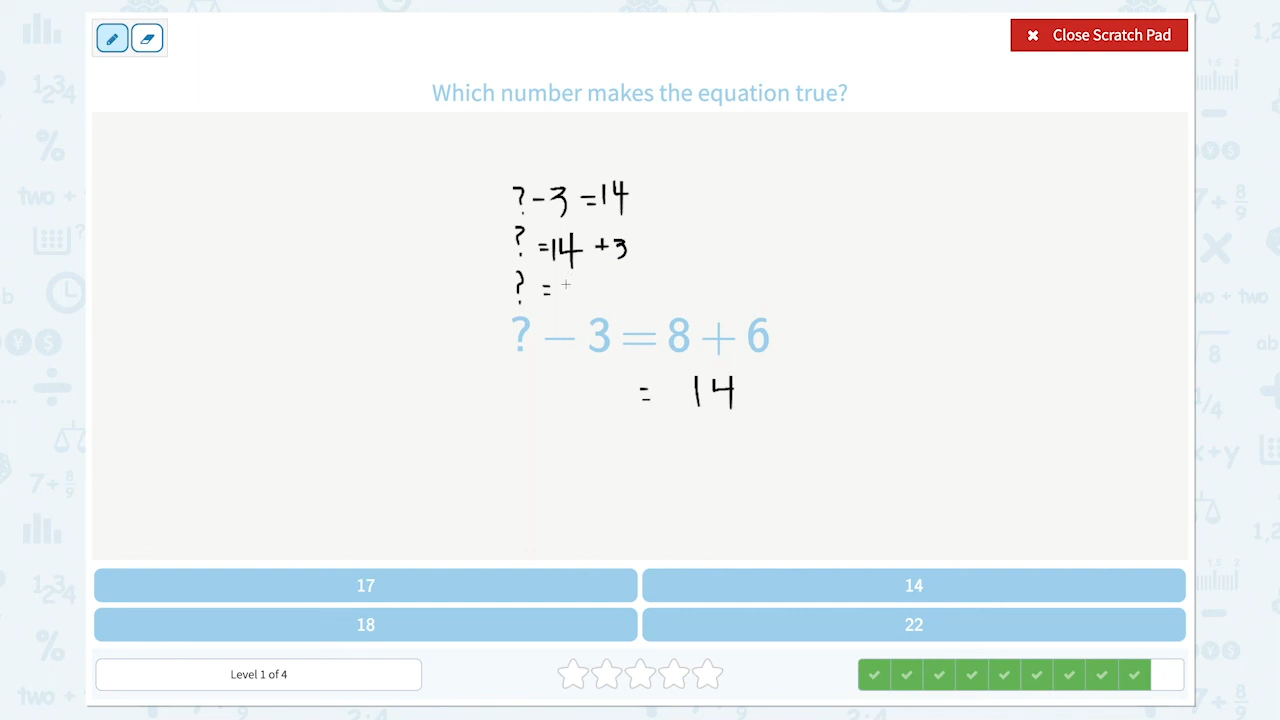 Close Scratch Pad
Which number makes the equation true?
? - 3 = 14
? = 14 + 3
? =
? − 3 = 8 + 6
= 14
17
14
18
22
Level 1 of 4